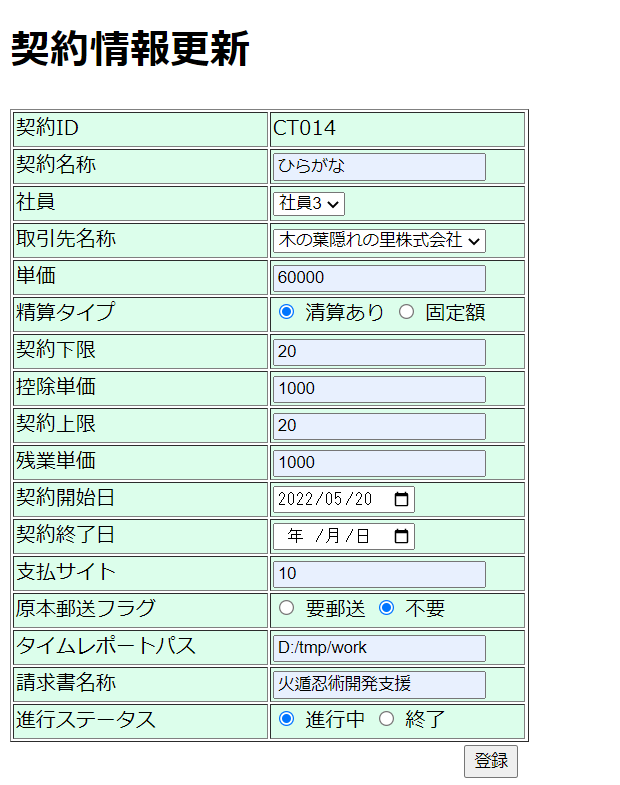 契約情報更新
契約ID CT014
契約名称 ひらがな
社員 社員3
取引先名称 木の葉隠れの里株式会社
単価 60000
精算タイプ 清算あり 固定額
契約下限 20
控除単価 1000
契約上限 20
残業単価 1000
契約開始日 2022/05/20
契約終了日 年 /月/日
支払サイト 10
原本郵送フラグ 要郵送 不要
タイムレポートパス D:/tmp/work
請求書名称 火遁忍術開発支援
進行ステータス 進行中 終了
登録